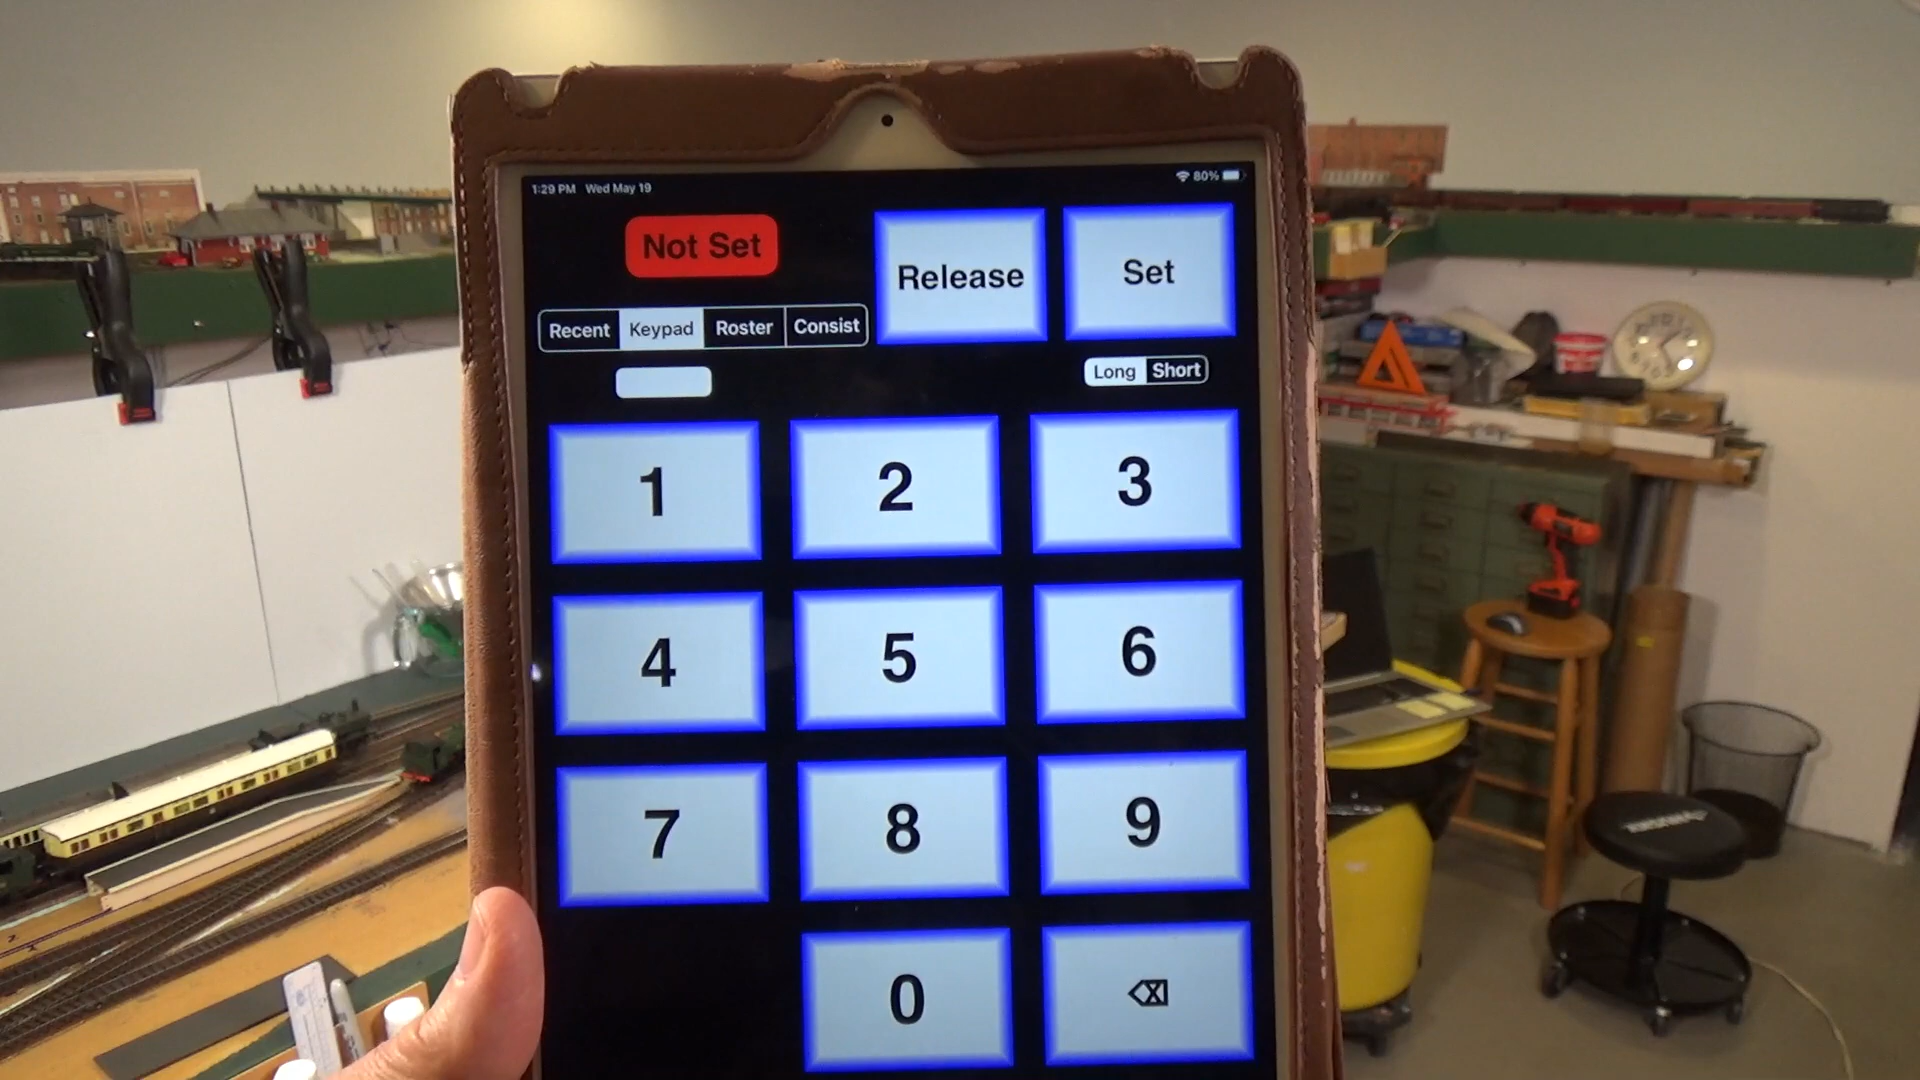 1:29 PM Wed May 19
80%
Not Set
Release
Set
Recent
Keypad
Roster
Consist
Long
Short
1
2
3
4
5
6
7
8
9
0